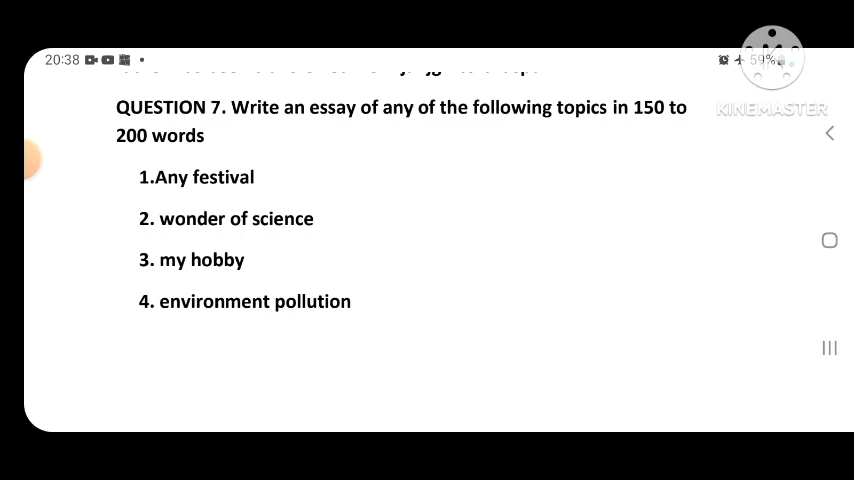 20:38
59%
KINEMASTER
QUESTION 7. Write an essay of any of the following topics in 150 to
200 words
1.Any festival
2. wonder of science
3. my hobby
4. environment pollution